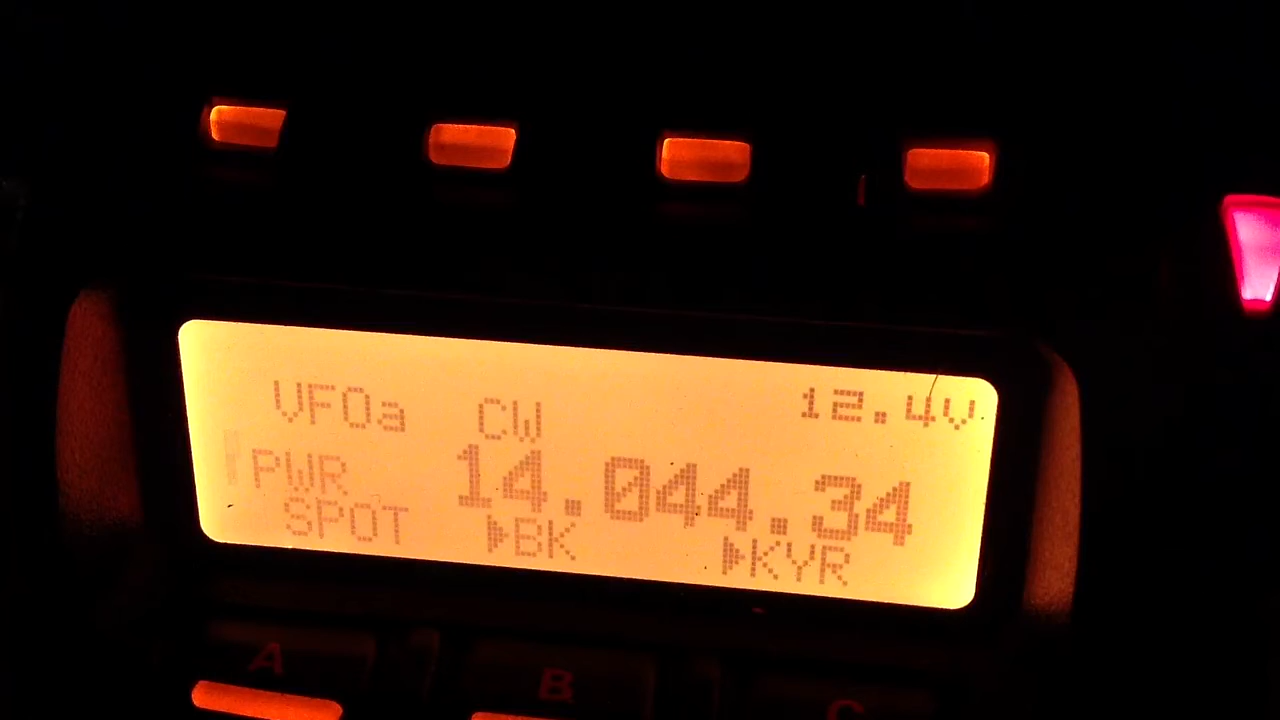 VFOa CW 12.4V
PWR 14.044.34
SPOT ▶BK ▶KYR
A B C